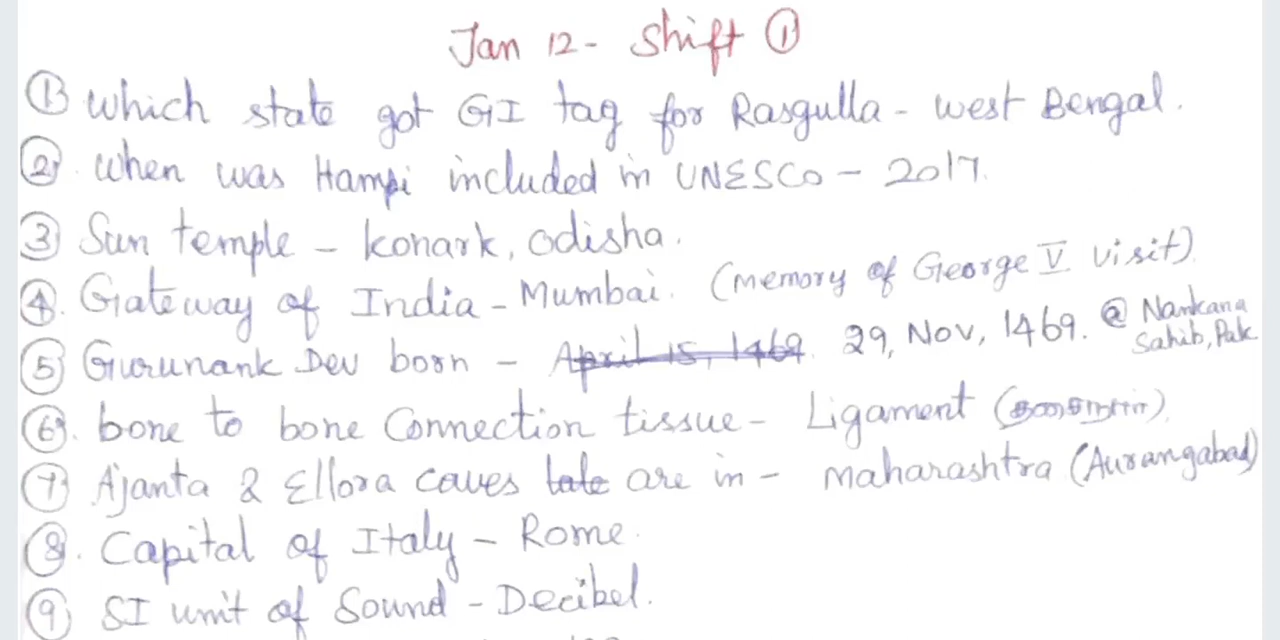 Jan 12 - Shift ①
① which state got GI tag for Rasgulla - West Bengal.
② When was Hampi included in UNESCO - 2017.
③ Sun temple - Konark, Odisha.
④ Gateway of India - Mumbai. (Memory of George V visit)
⑤ Gurunank Dev born - April 15, 1469. 29, Nov, 1469. @ Nankana Sahib, Pak
⑥ bone to bone Connection tissue - Ligament (தசைநார்).
⑦ Ajanta & Ellora caves late are in - Maharashtra (Aurangabad)
⑧ Capital of Italy - Rome.
⑨ SI unit of Sound - Decibel.